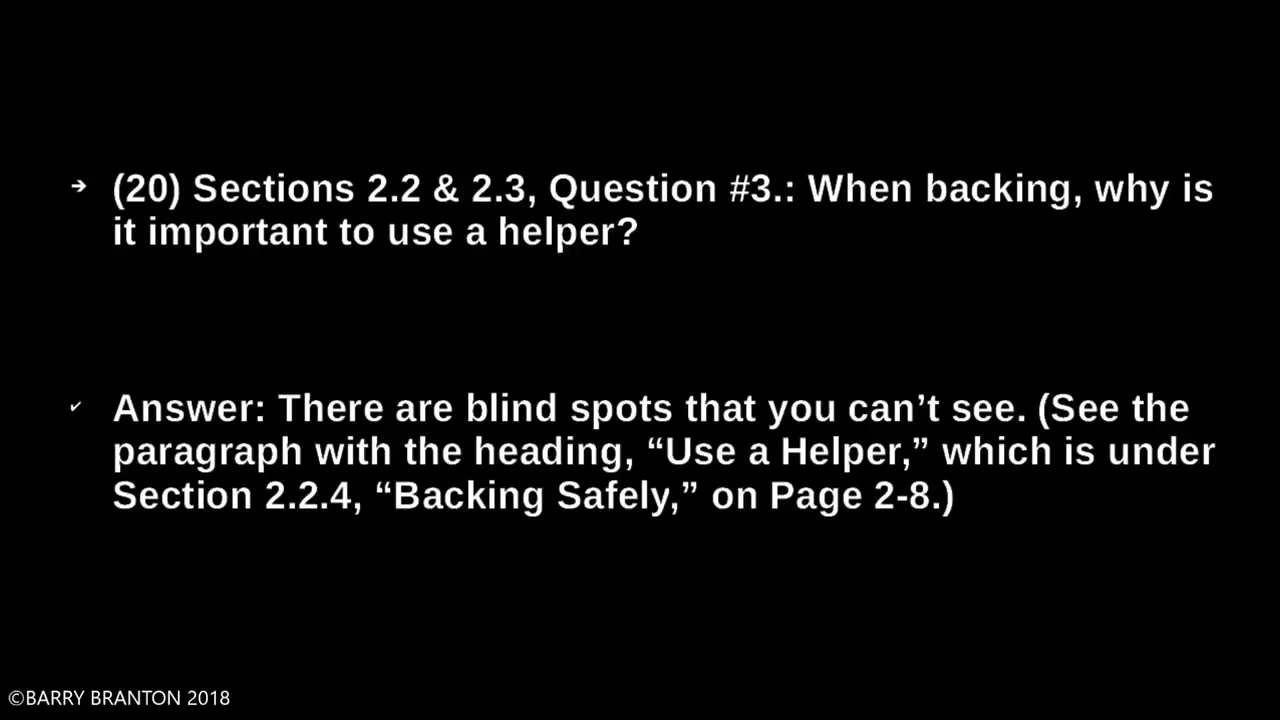 ➔ (20) Sections 2.2 & 2.3, Question #3.: When backing, why is
it important to use a helper?
✓ Answer: There are blind spots that you can’t see. (See the
paragraph with the heading, “Use a Helper,” which is under
Section 2.2.4, “Backing Safely,” on Page 2-8.)
©BARRY BRANTON 2018